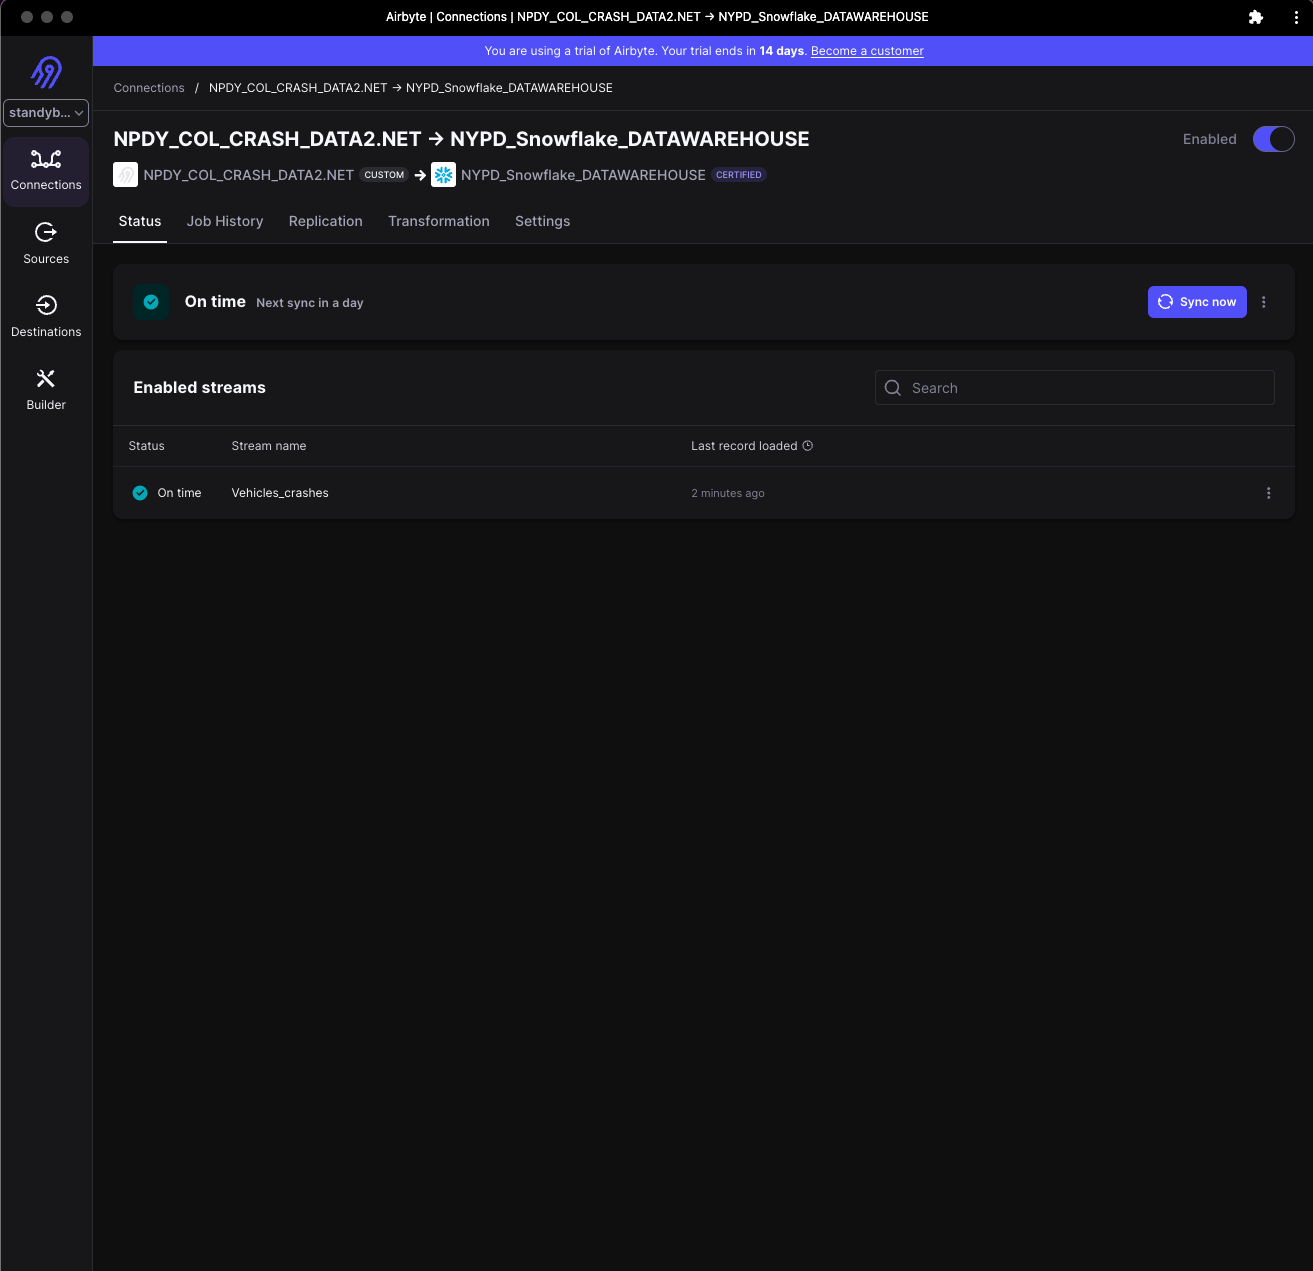 Airbyte | Connections | NPDY_COL_CRASH_DATA2.NET → NYPD_Snowflake_DATAWAREHOUSE
You are using a trial of Airbyte. Your trial ends in 14 days. Become a customer
Connections / NPDY_COL_CRASH_DATA2.NET → NYPD_Snowflake_DATAWAREHOUSE
standyb...
NPDY_COL_CRASH_DATA2.NET → NYPD_Snowflake_DATAWAREHOUSE
Enabled
NPDY_COL_CRASH_DATA2.NET CUSTOM → NYPD_Snowflake_DATAWAREHOUSE CERTIFIED
Connections
Sources
Destinations
Builder
Status Job History Replication Transformation Settings
On time Next sync in a day
Sync now
Enabled streams
Search
Status Stream name Last record loaded
On time Vehicles_crashes 2 minutes ago